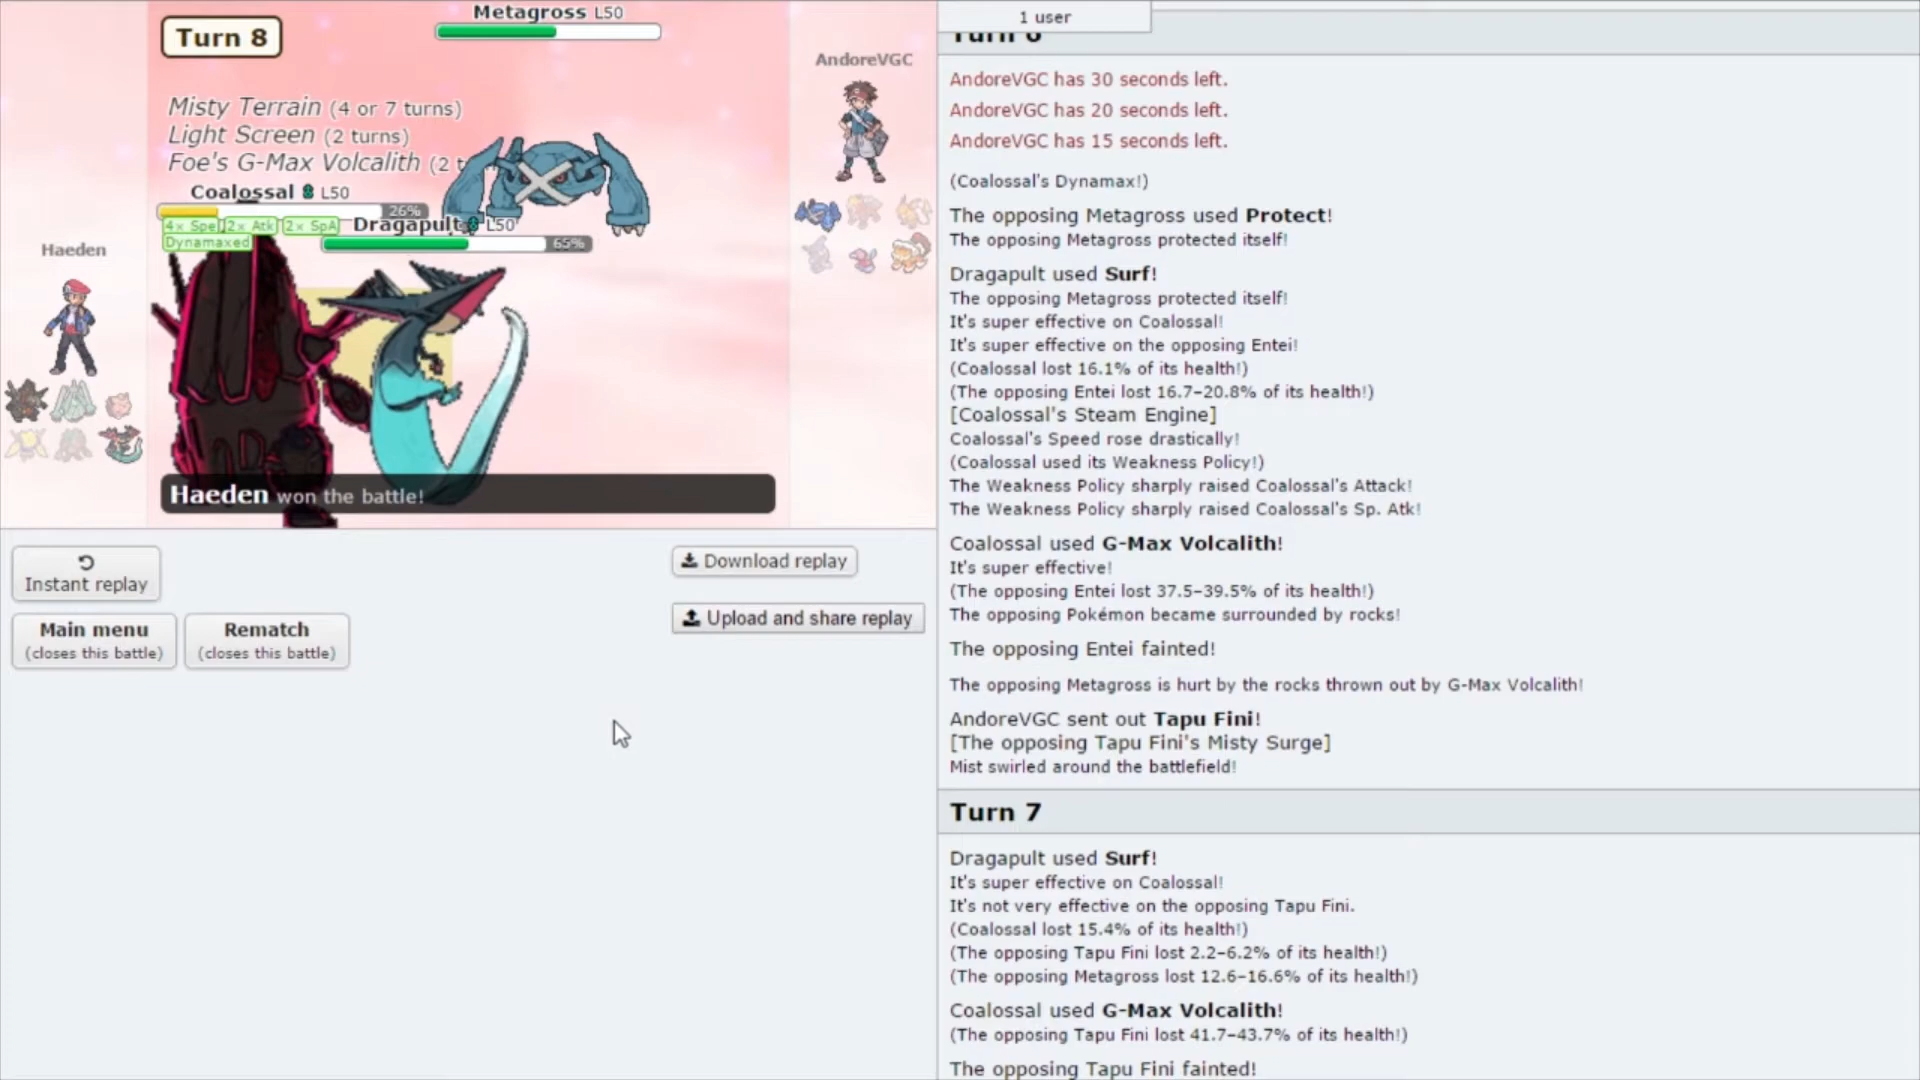 Turn 8
Metagross L50
Misty Terrain (4 or 7 turns)
Light Screen (2 turns)
Foe's G-Max Volcalith (2 t
Coalossal L50
26%
4× Spe 2× Atk 2× SpA
Dynamaxed
Dragapult L50
65%
AndoreVGC
Haeden
Haeden won the battle!
Instant replay
Download replay
Upload and share replay
Main menu
(closes this battle)
Rematch
(closes this battle)
1 user
Turn 6
AndoreVGC has 30 seconds left.
AndoreVGC has 20 seconds left.
AndoreVGC has 15 seconds left.
(Coalossal's Dynamax!)
The opposing Metagross used Protect!
The opposing Metagross protected itself!
Dragapult used Surf!
The opposing Metagross protected itself!
It's super effective on Coalossal!
It's super effective on the opposing Entei!
(Coalossal lost 16.1% of its health!)
(The opposing Entei lost 16.7–20.8% of its health!)
[Coalossal's Steam Engine]
Coalossal's Speed rose drastically!
(Coalossal used its Weakness Policy!)
The Weakness Policy sharply raised Coalossal's Attack!
The Weakness Policy sharply raised Coalossal's Sp. Atk!
Coalossal used G-Max Volcalith!
It's super effective!
(The opposing Entei lost 37.5–39.5% of its health!)
The opposing Pokémon became surrounded by rocks!
The opposing Entei fainted!
The opposing Metagross is hurt by the rocks thrown out by G-Max Volcalith!
AndoreVGC sent out Tapu Fini!
[The opposing Tapu Fini's Misty Surge]
Mist swirled around the battlefield!
Turn 7
Dragapult used Surf!
It's super effective on Coalossal!
It's not very effective on the opposing Tapu Fini.
(Coalossal lost 15.4% of its health!)
(The opposing Tapu Fini lost 2.2–6.2% of its health!)
(The opposing Metagross lost 12.6–16.6% of its health!)
Coalossal used G-Max Volcalith!
(The opposing Tapu Fini lost 41.7–43.7% of its health!)
The opposing Tapu Fini fainted!